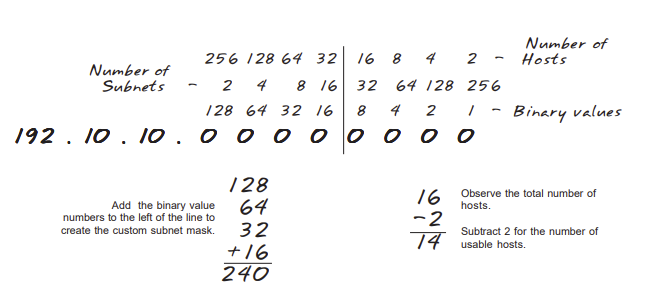 Number of
256 128 64 32 16 8 4 2 - Hosts
Number of
Subnets - 2 4 8 16 32 64 128 256
128 64 32 16 8 4 2 1 - Binary values
192 . 10 . 10 . 0 0 0 0 0 0 0 0
Add the binary value
numbers to the left of the line to
create the custom subnet mask.
128
64
32
+16
240
16
-2
14
Observe the total number of
hosts.
Subtract 2 for the number of
usable hosts.